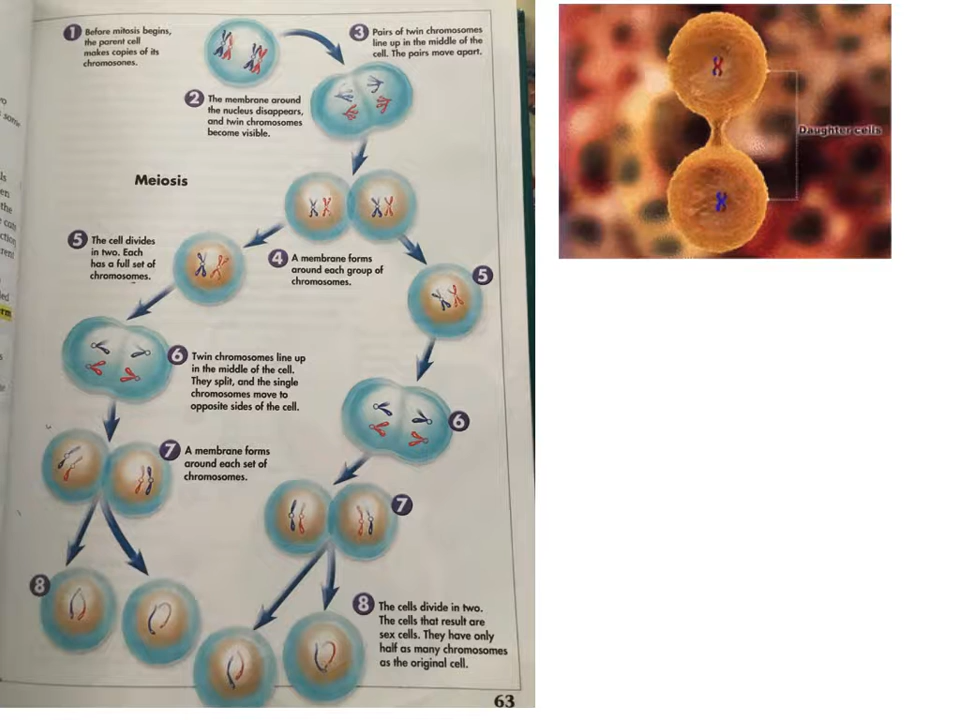 1 Before mitosis begins,
the parent cell
makes copies of its
chromosones.
2 The membrane around
the nucleus disappears,
and twin chromosomes
become visible.
3 Pairs of twin chromosomes
line up in the middle of the
cell. The pairs move apart.
Meiosis
4 A membrane forms
around each group of
chromosomes.
5 The cell divides
in two. Each
has a full set of
chromosomes.
5
6 Twin chromosomes line up
in the middle of the cell.
They split, and the single
chromosomes move to
opposite sides of the cell.
6
7 A membrane forms
around each set of
chromosomes.
7
8
8 The cells divide in two.
The cells that result are
sex cells. They have only
half as many chromosomes
as the original cell.
63
some
the
Daughter cells